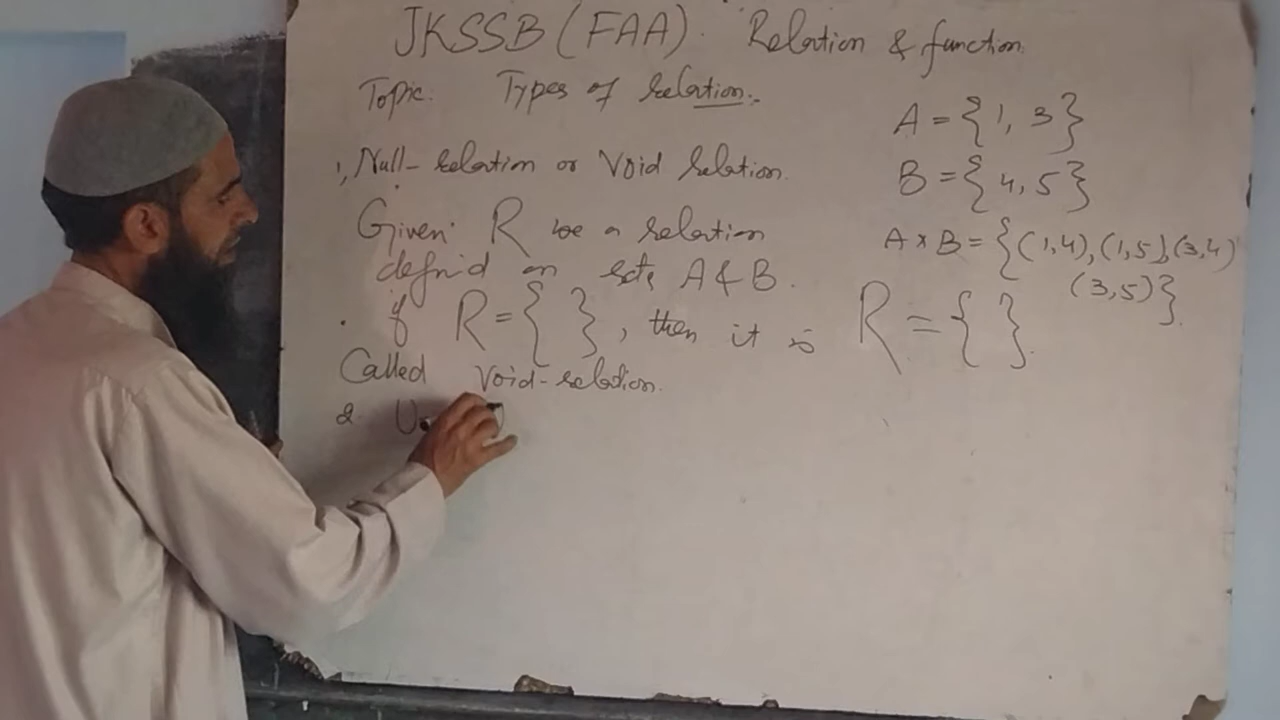 JKSSB (FAA). Relation & function.
Topic. Types of relation.
1, Null-relation or Void relation.
Given: R be a relation
defind on sets A & B.
if R = { }, then it is
Called Void-relation.
2. U
A = {1, 3}
B = {4, 5}
A × B = {(1,4), (1,5), (3,4)
(3,5)}.
R = { }.